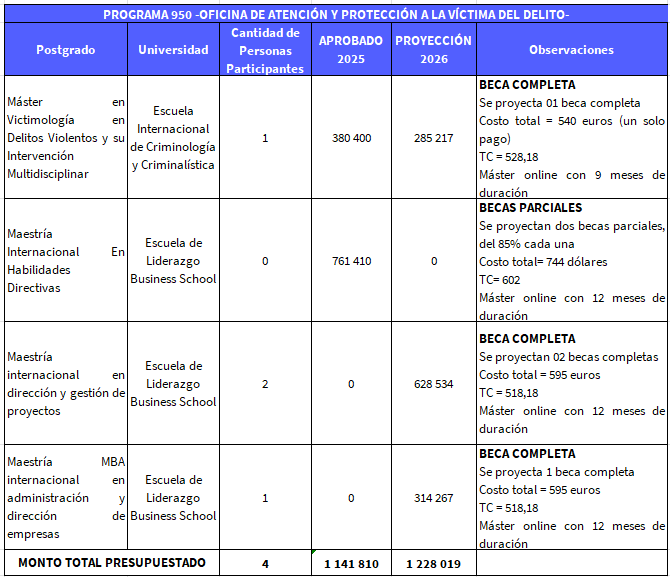 PROGRAMA 950 -OFICINA DE ATENCIÓN Y PROTECCIÓN A LA VÍCTIMA DEL DELITO-
Postgrado
Universidad
Cantidad de
Personas
Participantes
APROBADO
2025
PROYECCIÓN
2026
Observaciones
Máster en
Victimología en
Delitos Violentos y su
Intervención
Multidisciplinar
Escuela
Internacional
de Criminología
y Criminalística
1
380 400
285 217
BECA COMPLETA
Se proyecta 01 beca completa
Costo total = 540 euros (un solo
pago)
TC = 528,18
Máster online con 9 meses de
duración
Maestría
Internacional En
Habilidades
Directivas
Escuela de
Liderazgo
Business School
0
761 410
0
BECAS PARCIALES
Se proyectan dos becas parciales,
del 85% cada una
Costo total= 744 dólares
TC= 602
Máster online con 12 meses de
duración
Maestría
internacional en
dirección y gestión de
proyectos
Escuela de
Liderazgo
Business School
2
0
628 534
BECA COMPLETA
Se proyectan 02 becas completas
Costo total = 595 euros
TC = 518,18
Máster online con 12 meses de
duración
Maestría MBA
internacional en
administración y
dirección de
empresas
Escuela de
Liderazgo
Business School
1
0
314 267
BECA COMPLETA
Se proyecta 1 beca completa
Costo total = 595 euros
TC = 518,18
Máster online con 12 meses de
duración
MONTO TOTAL PRESUPUESTADO
4
1 141 810
1 228 019